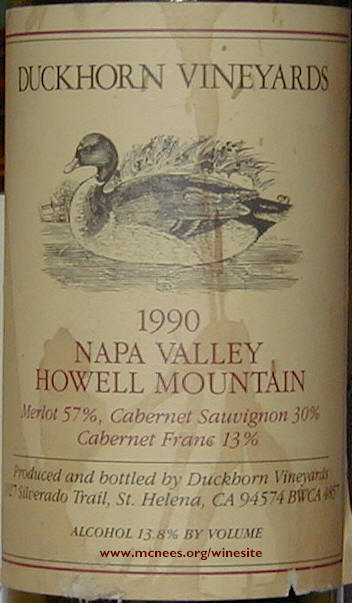 DUCKHORN VINEYARDS
1990
NAPA VALLEY
HOWELL MOUNTAIN
Merlot 57%, Cabernet Sauvignon 30%
Cabernet Franc 13%
Produced and bottled by Duckhorn Vineyards
Silverado Trail, St. Helena, CA 94574 BWCA
ALCOHOL 13.8% BY VOLUME
www.mcnees.org/winesite